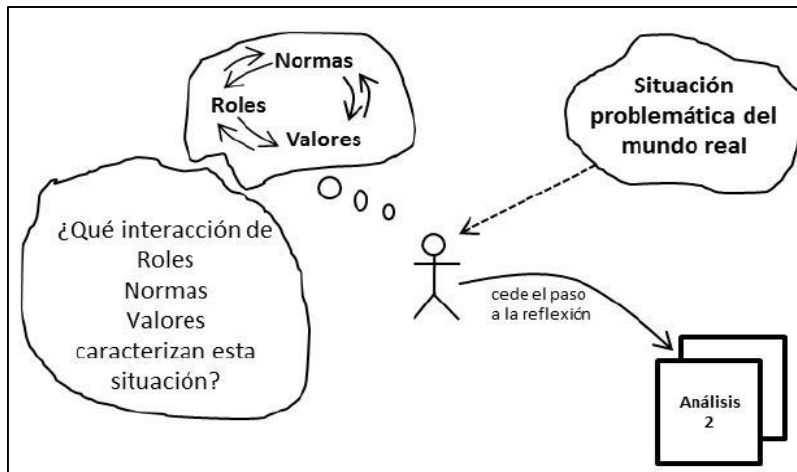 Normas
Roles
Valores
Situación
problemática del
mundo real
¿Qué interacción de
Roles
Normas
Valores
caracterizan esta
situación?
cede el paso
a la reflexión
Análisis
2